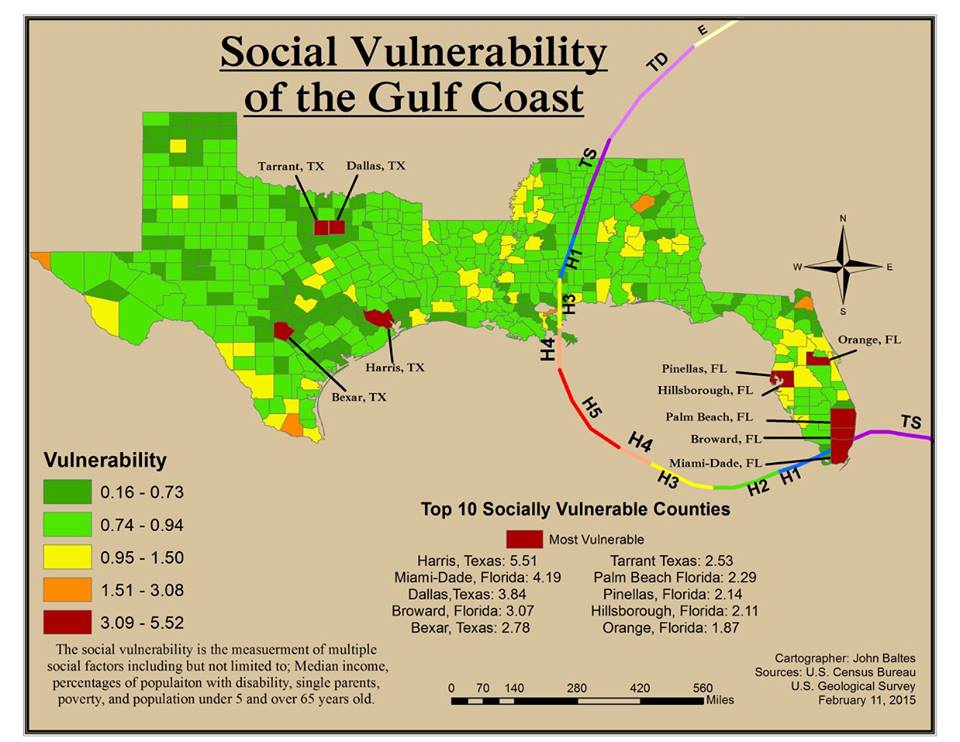 Social Vulnerability
of the Gulf Coast
E
TD
TS
H1
H3
H4
H5
H4
H3
H2
H1
TS
Tarrant, TX
Dallas, TX
Harris, TX
Bexar, TX
N
W
E
S
Orange, FL
Pinellas, FL
Hillsborough, FL
Palm Beach, FL
Broward, FL
Miami-Dade, FL
Vulnerability
0.16 - 0.73
0.74 - 0.94
0.95 - 1.50
1.51 - 3.08
3.09 - 5.52
The social vulnerability is the measuerment of multiple
social factors including but not limited to; Median income,
percentages of populaiton with disability, single parents,
poverty, and population under 5 and over 65 years old.
Top 10 Socially Vulnerable Counties
Most Vulnerable
Harris, Texas: 5.51
Miami-Dade, Florida: 4.19
Dallas,Texas: 3.84
Broward, Florida: 3.07
Bexar, Texas: 2.78
Tarrant Texas: 2.53
Palm Beach Florida: 2.29
Pinellas, Florida: 2.14
Hillsborough, Florida: 2.11
Orange, Florida: 1.87
0 70 140 280 420 560
Miles
Cartographer: John Baltes
Sources: U.S. Census Bureau
U.S. Geological Survey
February 11, 2015